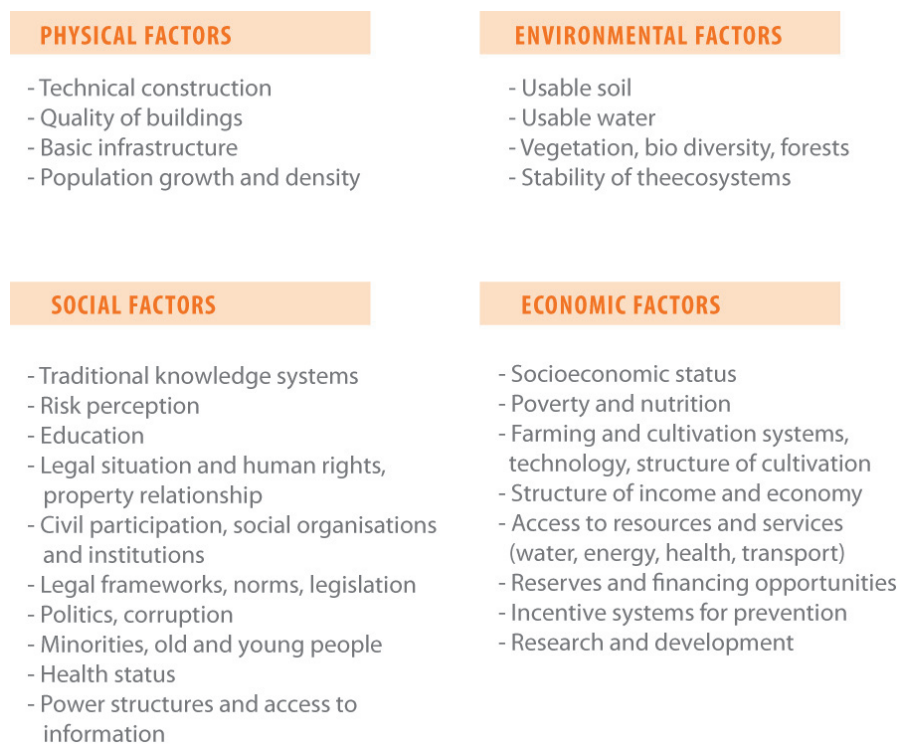 PHYSICAL FACTORS
- Technical construction
- Quality of buildings
- Basic infrastructure
- Population growth and density
ENVIRONMENTAL FACTORS
- Usable soil
- Usable water
- Vegetation, bio diversity, forests
- Stability of theecosystems
SOCIAL FACTORS
- Traditional knowledge systems
- Risk perception
- Education
- Legal situation and human rights,
property relationship
- Civil participation, social organisations
and institutions
- Legal frameworks, norms, legislation
- Politics, corruption
- Minorities, old and young people
- Health status
- Power structures and access to
information
ECONOMIC FACTORS
- Socioeconomic status
- Poverty and nutrition
- Farming and cultivation systems,
technology, structure of cultivation
- Structure of income and economy
- Access to resources and services
(water, energy, health, transport)
- Reserves and financing opportunities
- Incentive systems for prevention
- Research and development